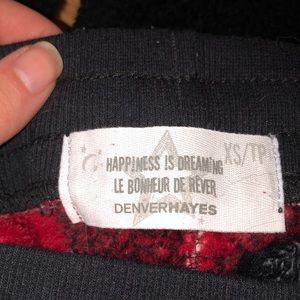 HAPPINESS IS DREAMING
XS/TP
LE BONHEUR DE RÊVER
DENVERHAYES